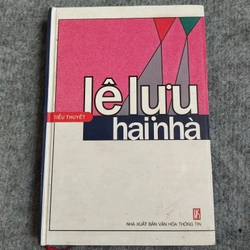 lê lựu
TIỂU THUYẾT
hai nhà
NHÀ XUẤT BẢN VĂN HÓA THÔNG TIN